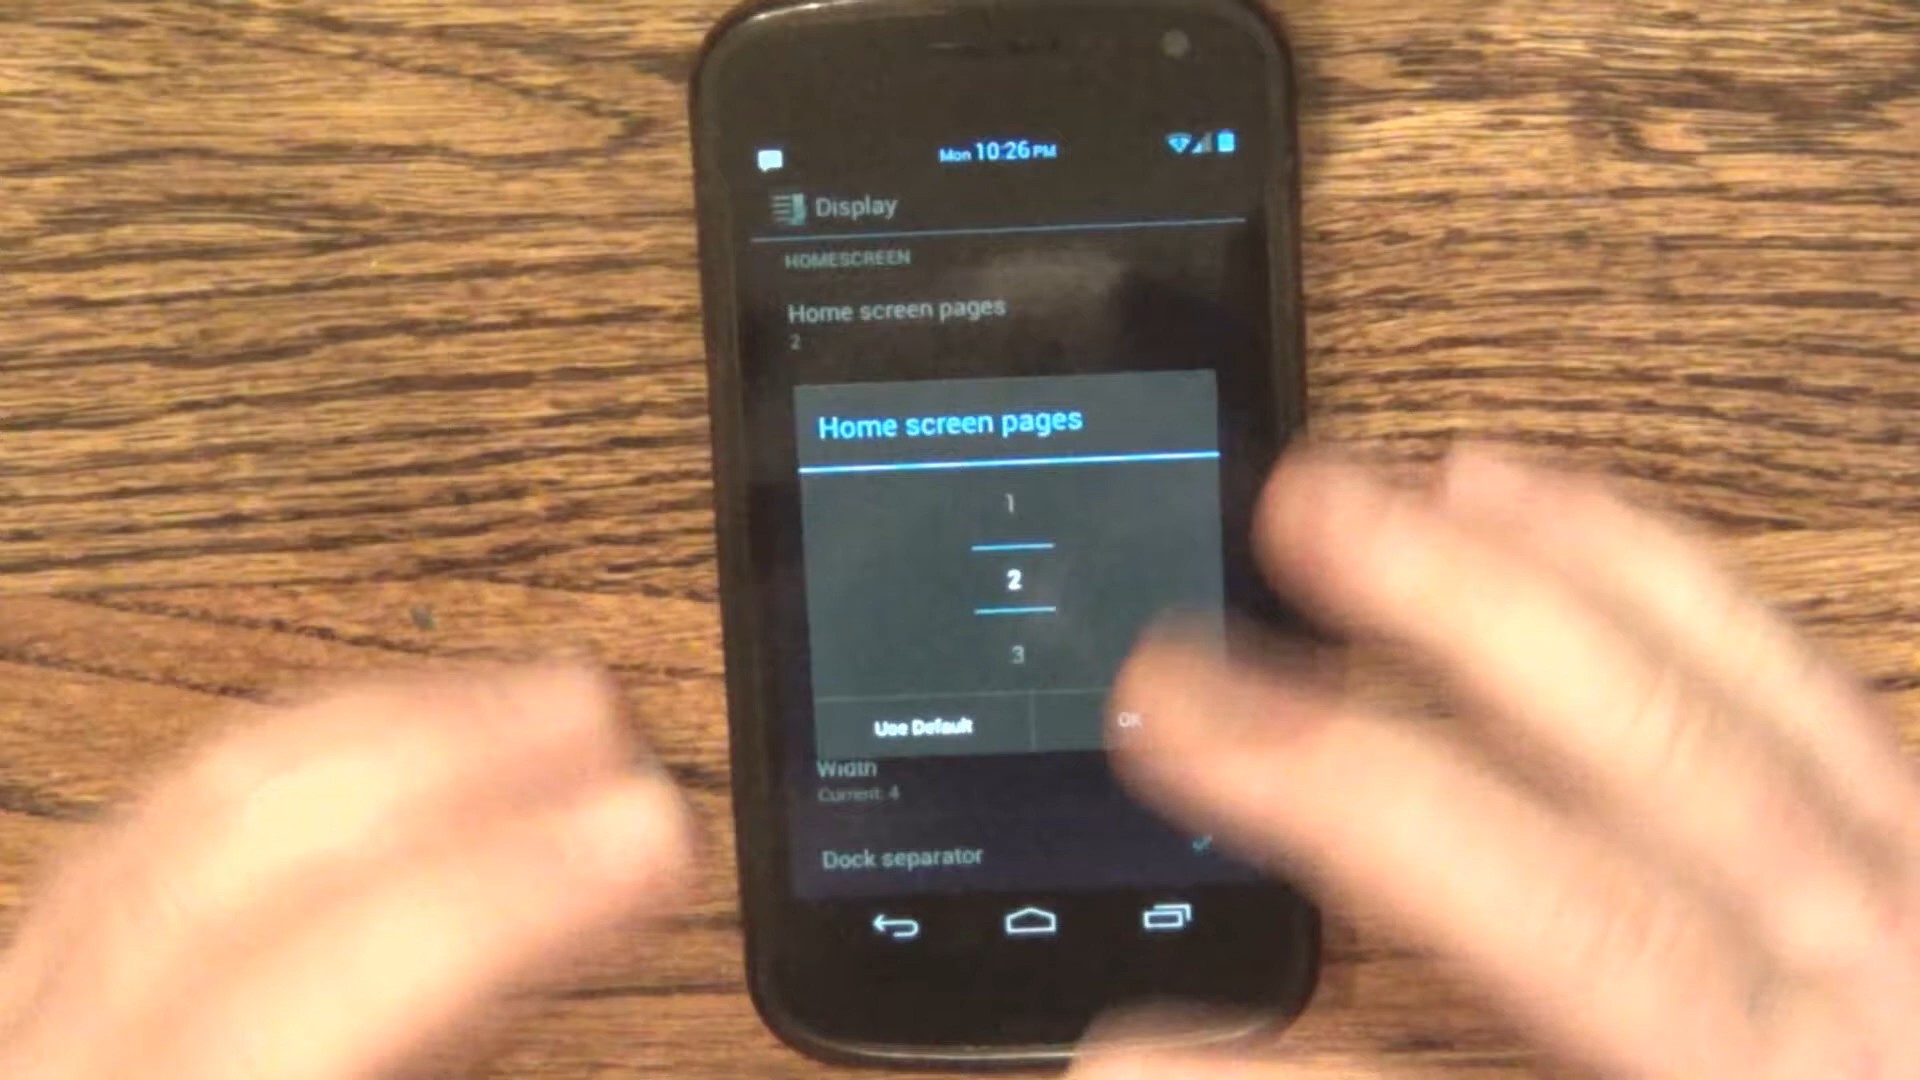 Mon 10:26 PM
Display
HOMESCREEN
Home screen pages
2
Home screen pages
1
2
3
Use Default
OK
Width
Current: 4
Dock separator